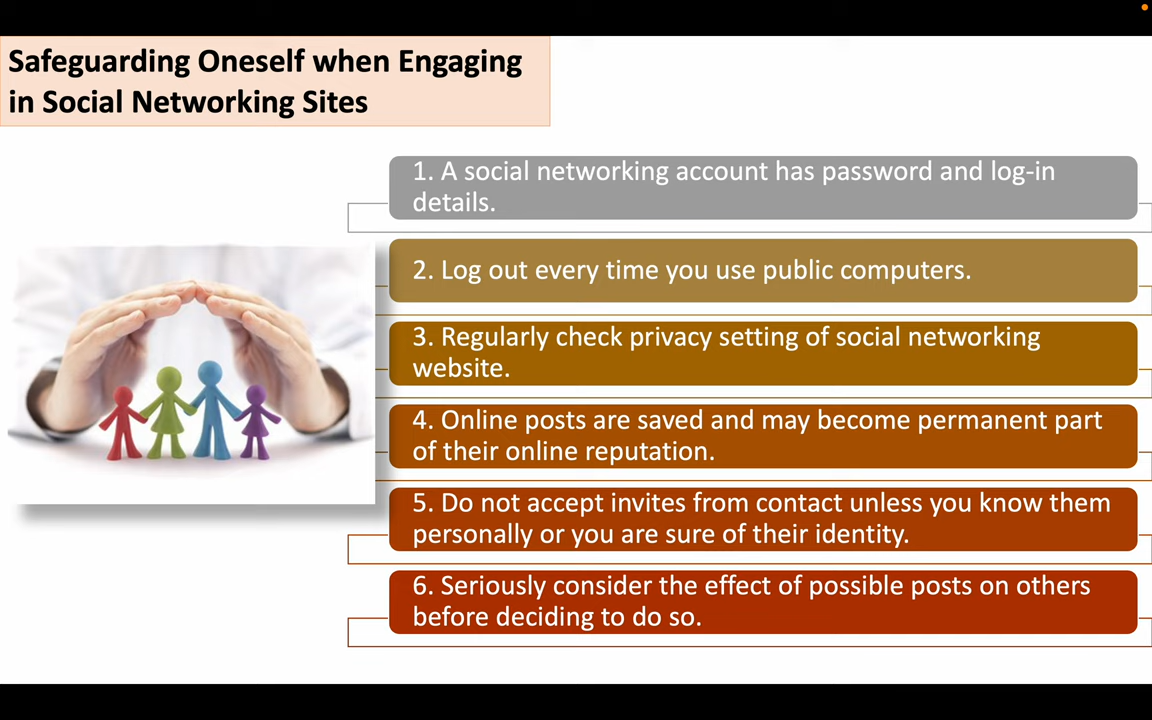 Safeguarding Oneself when Engaging
in Social Networking Sites
1. A social networking account has password and log-in
details.
2. Log out every time you use public computers.
3. Regularly check privacy setting of social networking
website.
4. Online posts are saved and may become permanent part
of their online reputation.
5. Do not accept invites from contact unless you know them
personally or you are sure of their identity.
6. Seriously consider the effect of possible posts on others
before deciding to do so.